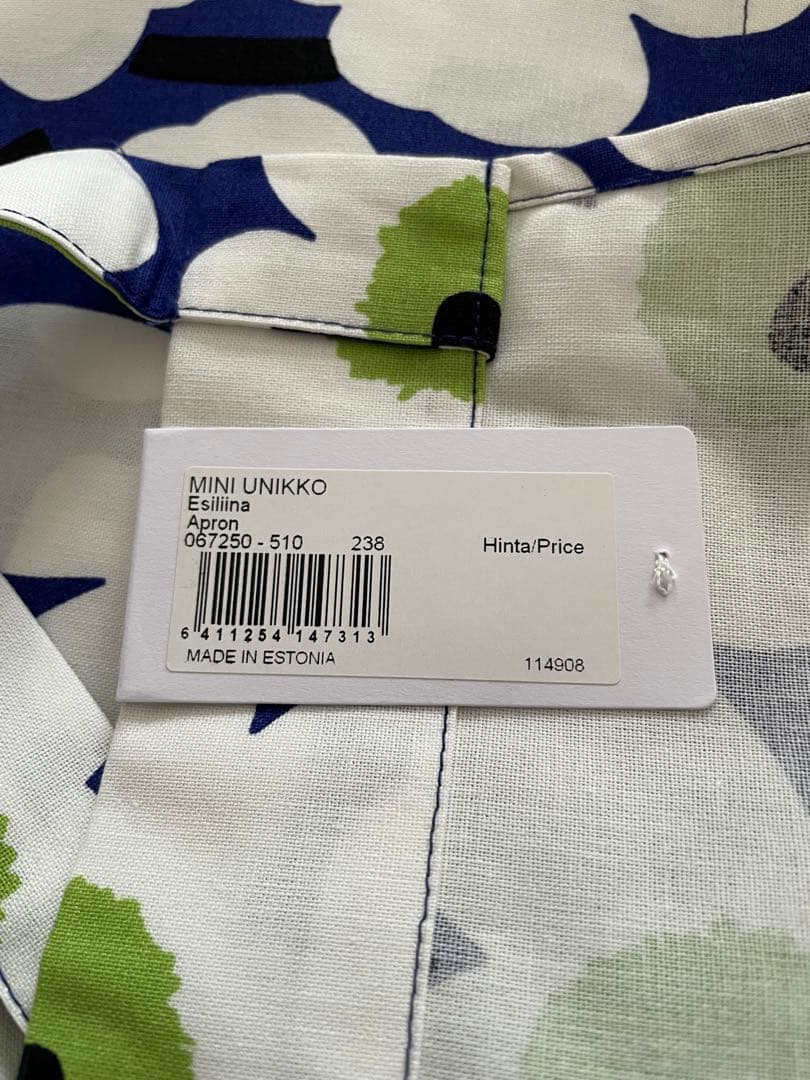 MINI UNIKKO
Esiliina
Apron
067250 - 510 238
Hinta/Price
6 411254 147313
MADE IN ESTONIA
114908